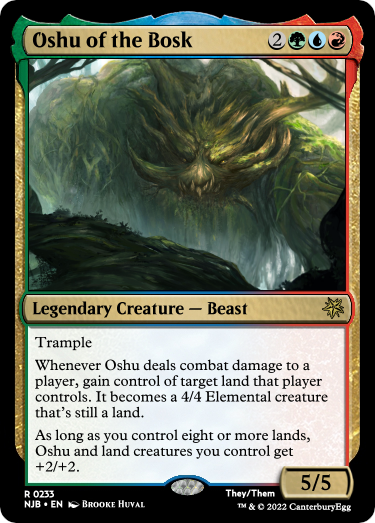 Oshu of the Bosk 2
Legendary Creature — Beast
Trample
Whenever Oshu deals combat damage to a
player, gain control of target land that player
controls. It becomes a 4/4 Elemental creature
that's still a land.
As long as you control eight or more lands,
Oshu and land creatures you control get
+2/+2.
5/5
R 0233
NJB • EN Brooke Huval
They/Them
™ & © 2022 CanterburyEgg